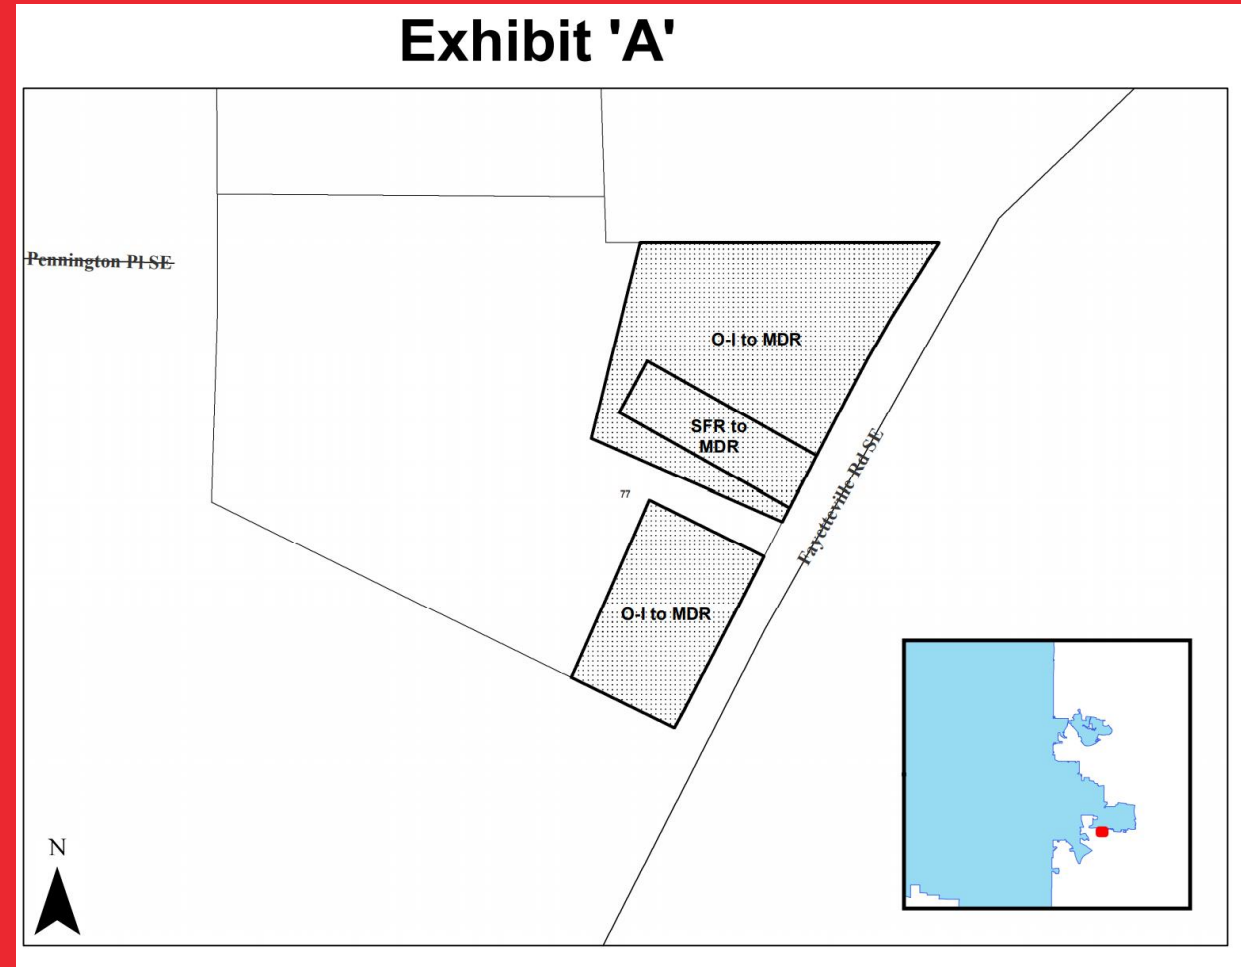 Exhibit 'A'
Pennington Pl SE
O-I to MDR
SFR to
MDR
Fayetteville Rd SE
77
O-I to MDR
N